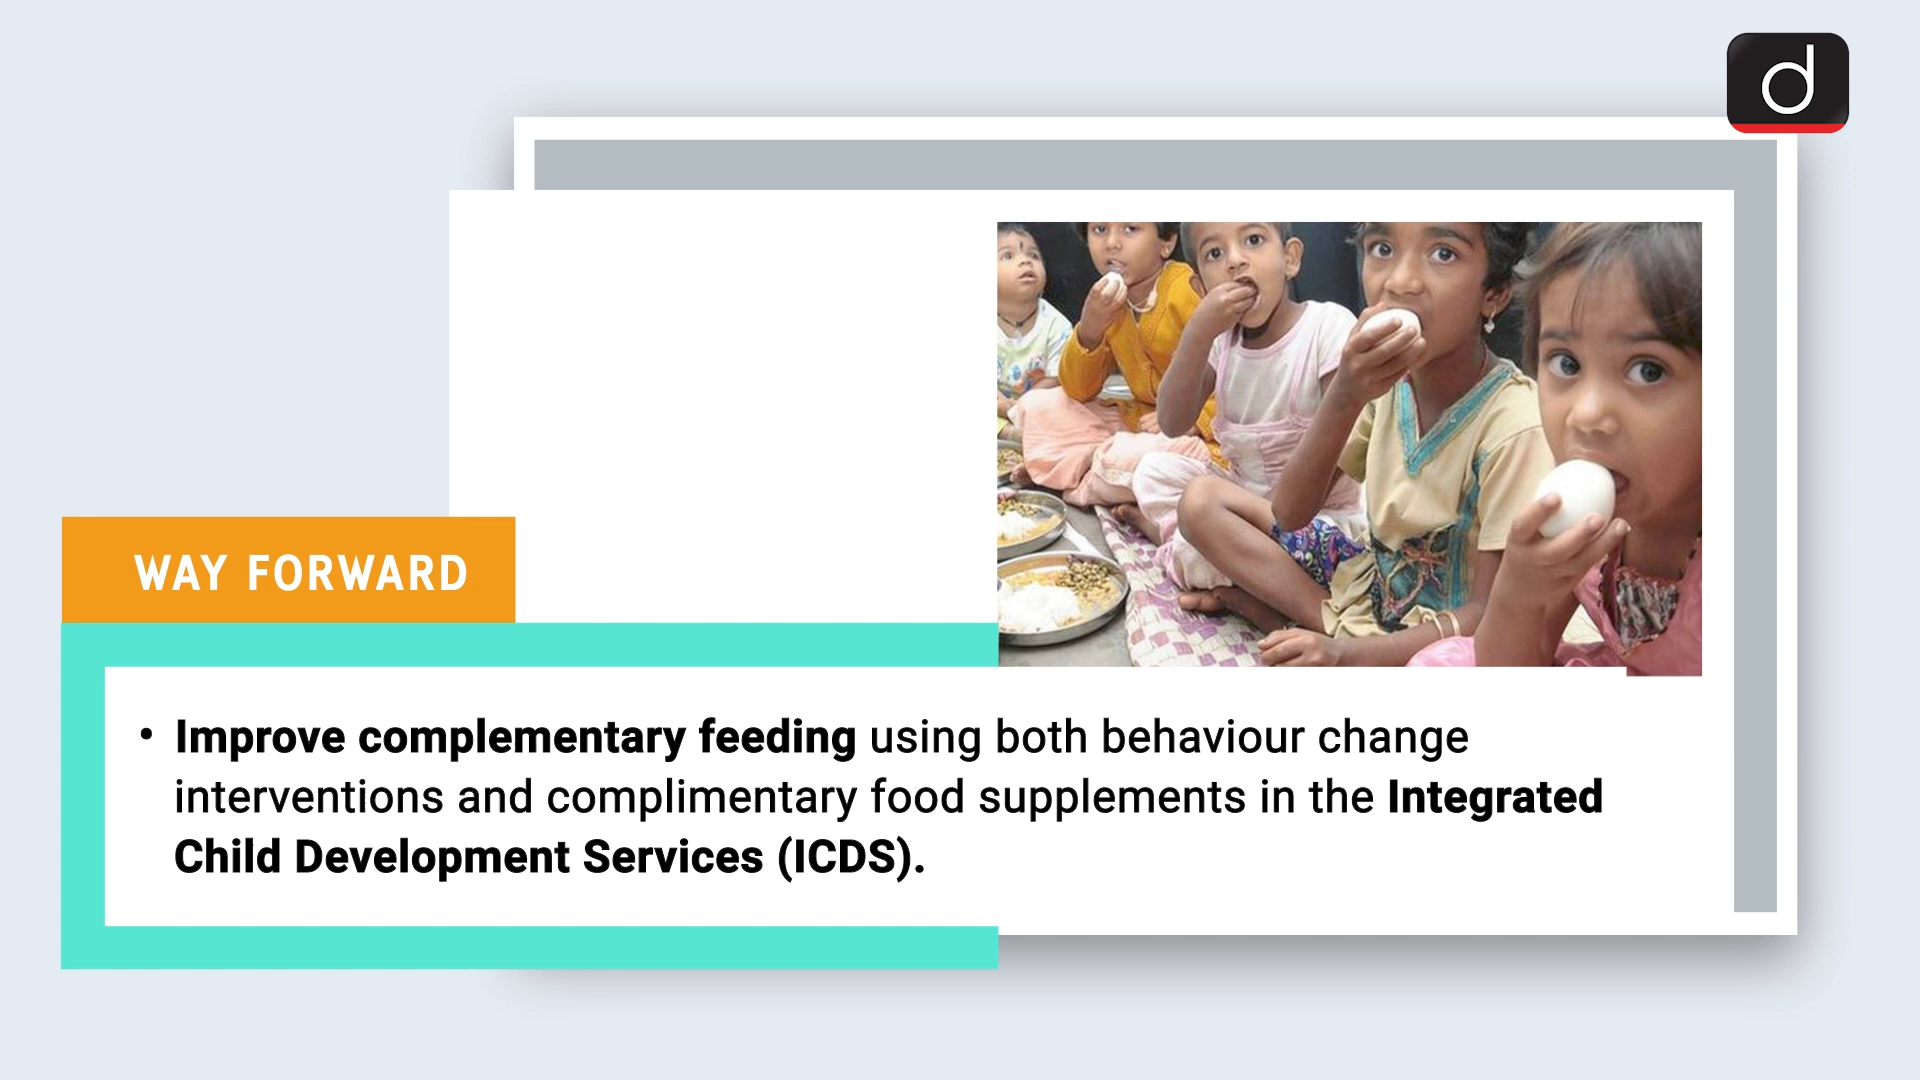 d
WAY FORWARD
• Improve complementary feeding using both behaviour change
interventions and complimentary food supplements in the Integrated
Child Development Services (ICDS).